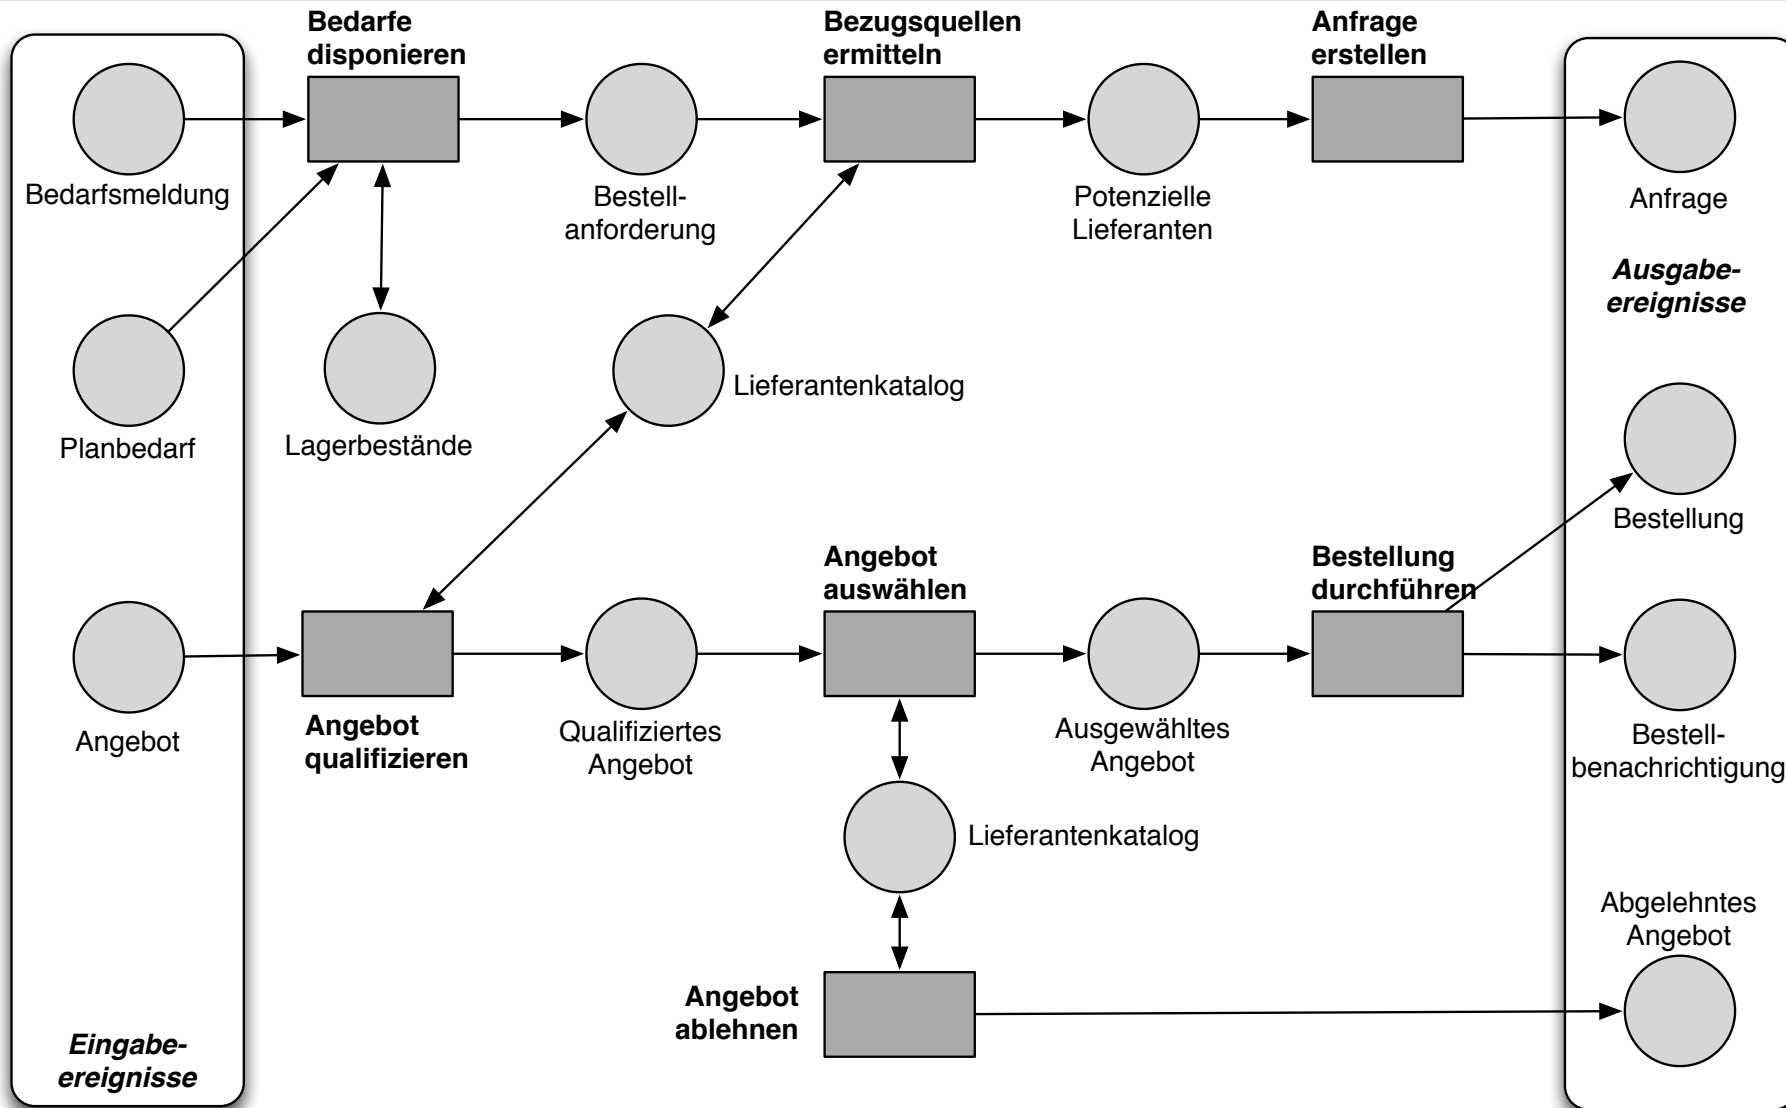 Bedarfe
disponieren
Bezugsquellen
ermitteln
Anfrage
erstellen
Bedarfsmeldung
Bestell-
anforderung
Potenzielle
Lieferanten
Anfrage
Ausgabe-
ereignisse
Planbedarf
Lagerbestände
Lieferantenkatalog
Bestellung
Angebot
auswählen
Bestellung
durchführen
Angebot
Angebot
qualifizieren
Qualifiziertes
Angebot
Ausgewähltes
Angebot
Bestell-
benachrichtigung
Lieferantenkatalog
Abgelehntes
Angebot
Angebot
ablehnen
Eingabe-
ereignisse